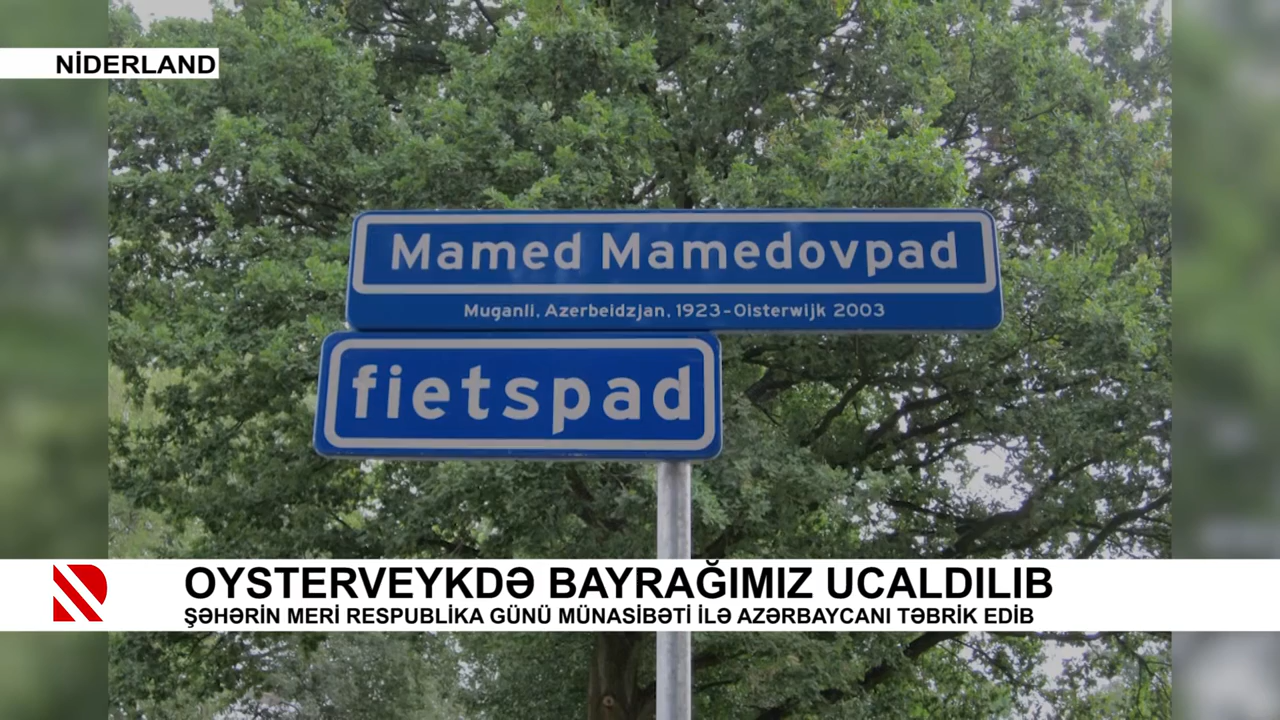 NİDERLAND
Mamed Mamedovpad
Muganli, Azerbeidzjan, 1923-Oisterwijk 2003
fietspad
OYSTERVEYKDƏ BAYRAĞIMIZ UCALDILIB
ŞƏHƏRİN MERİ RESPUBLİKA GÜNÜ MÜNASİBƏTİ İLƏ AZƏRBAYCANI TƏBRİK EDİB